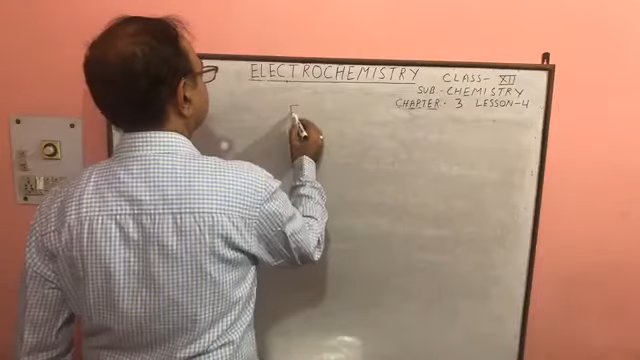 ELECTROCHEMISTRY
CLASS- XII
SUB-CHEMISTRY
CHAPTER-3 LESSON-4